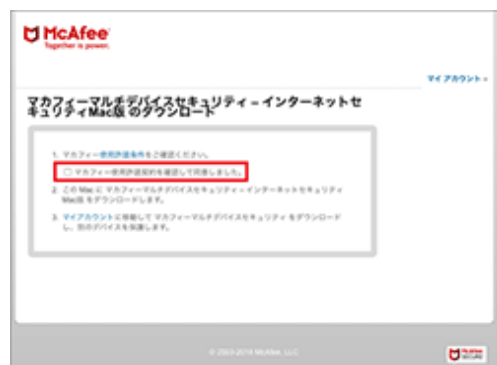 McAfee
Together is power.
マイ アカウント
マカフィーマルチデバイスセキュリティ – インターネットセ
キュリティMac版 のダウンロード
1. マカフィー使用許諾条件をご確認ください。
マカフィー使用許諾契約を確認して同意しました。
2. この Mac に マカフィーマルチデバイスセキュリティ – インターネットセキュリティ
Mac版 をダウンロードします。
3. マイアカウントに移動して マカフィーマルチデバイスセキュリティ をダウンロード
し、別のデバイスを保護します。
© 2003-2018 McAfee, LLC
McAfee
SECURE